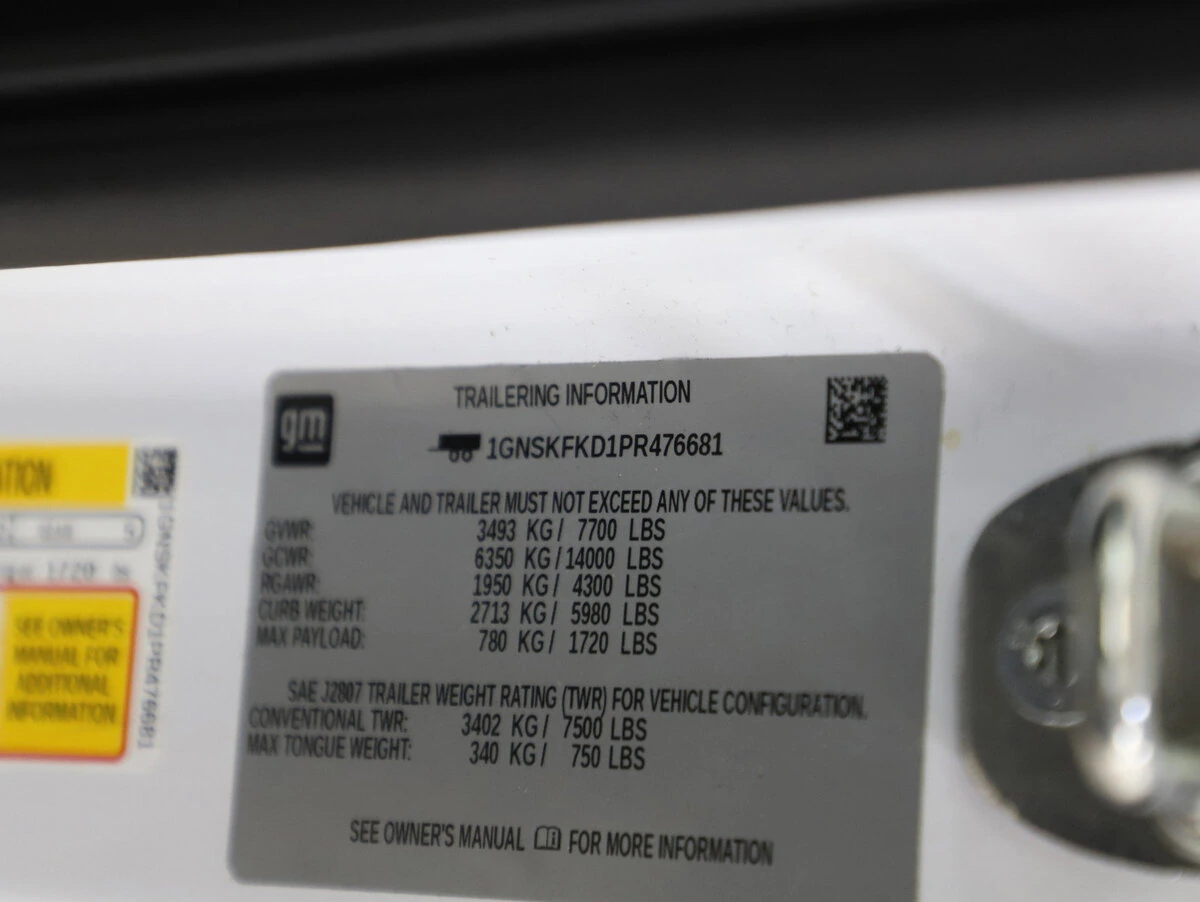 gm
TRAILERING INFORMATION
1GNSKFKD1PR476681
VEHICLE AND TRAILER MUST NOT EXCEED ANY OF THESE VALUES.
GVWR: 3493 KG/ 7700 LBS
GCWR: 6350 KG/ 14000 LBS
RGAWR: 1950 KG/ 4300 LBS
CURB WEIGHT: 2713 KG/ 5980 LBS
MAX PAYLOAD: 780 KG/ 1720 LBS
SAE J2807 TRAILER WEIGHT RATING (TWR) FOR VEHICLE CONFIGURATION.
CONVENTIONAL TWR: 3402 KG/ 7500 LBS
MAX TONGUE WEIGHT: 340 KG/ 750 LBS
SEE OWNER'S MANUAL FOR MORE INFORMATION
ATION
5
1720
SEE OWNER'S
MANUAL FOR
ADDITIONAL
INFORMATION
1GNSKFKD1PR476681